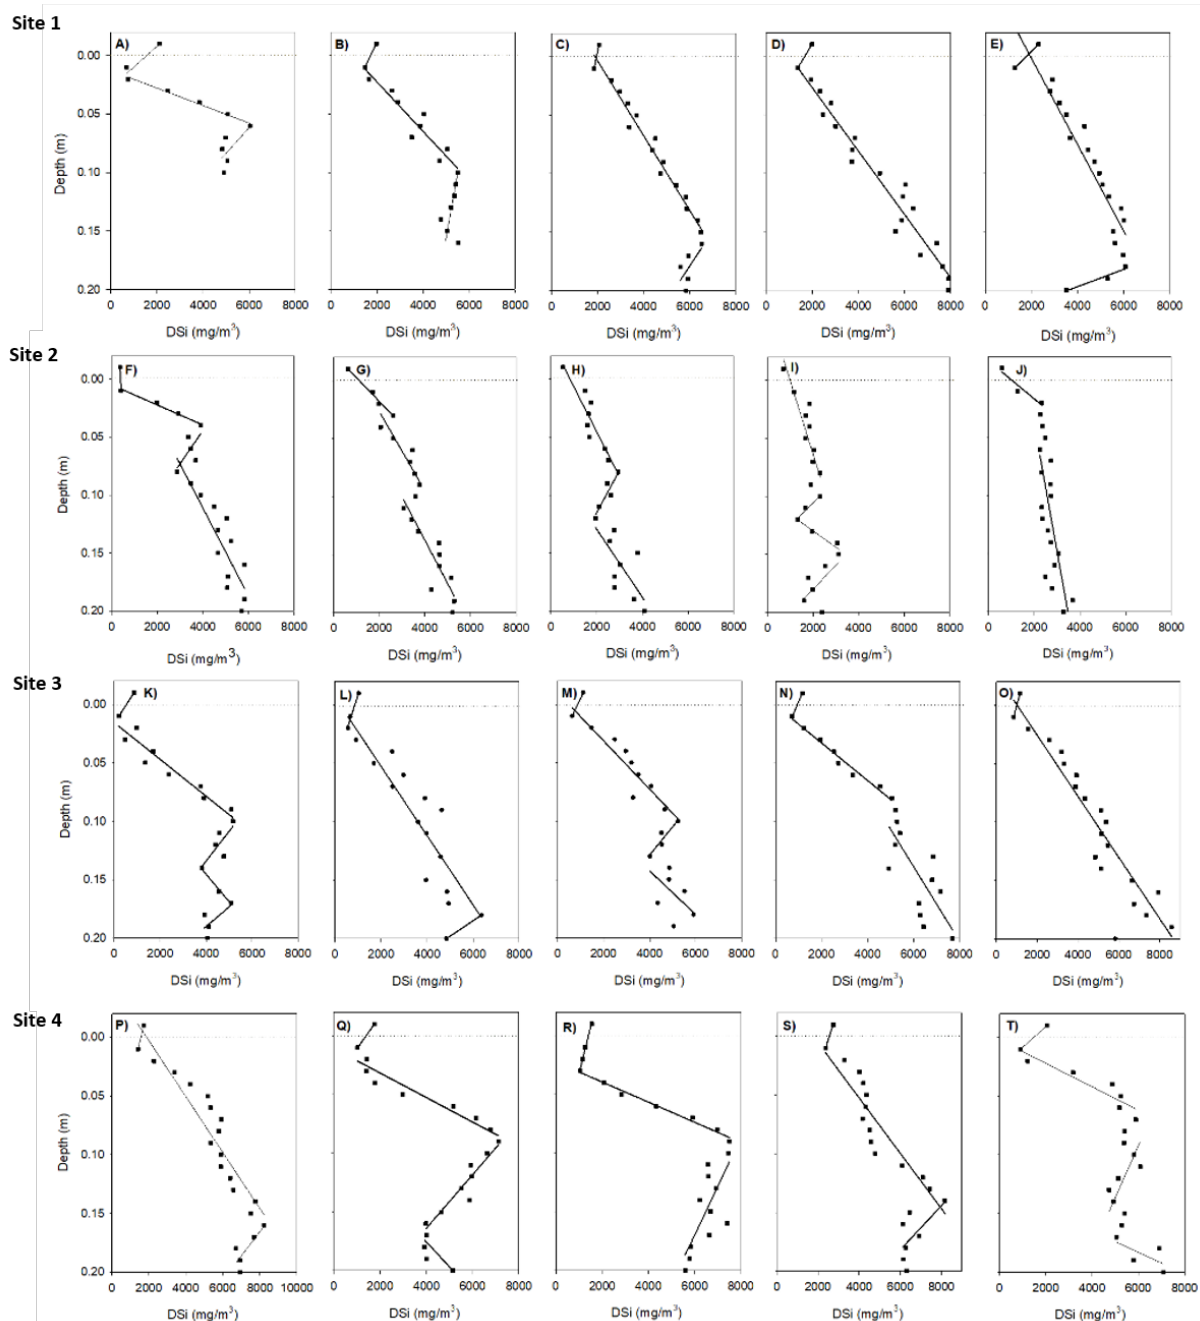 Site 1
A) B) C) D) E)
0.00
0.05
0.10
0.15
0.20
Depth (m)
0 2000 4000 6000 8000 0 2000 4000 6000 8000 0 2000 4000 6000 8000 0 2000 4000 6000 8000 0 2000 4000 6000 8000
DSi (mg/m³) DSi (mg/m³) DSi (mg/m³) DSi (mg/m³) DSi (mg/m³)
Site 2
F) G) H) I) J)
0.00
0.05
0.10
0.15
0.20
Depth (m)
0 2000 4000 6000 8000 0 2000 4000 6000 8000 0 2000 4000 6000 8000 0 2000 4000 6000 8000 0 2000 4000 6000 8000
DSi (mg/m³) DSi (mg/m³) DSi (mg/m³) DSi (mg/m³) DSi (mg/m³)
Site 3
K) L) M) N) O)
0.00
0.05
0.10
0.15
0.20
Depth (m)
0 2000 4000 6000 8000 0 2000 4000 6000 8000 0 2000 4000 6000 8000 0 2000 4000 6000 8000 0 2000 4000 6000 8000
DSi (mg/m³) DSi (mg/m³) DSi (mg/m³) DSi (mg/m³) DSi (mg/m³)
Site 4
P) Q) R) S) T)
0.00
0.05
0.10
0.15
0.20
Depth (m)
0 2000 4000 6000 8000 10000 0 2000 4000 6000 8000 0 2000 4000 6000 8000 0 2000 4000 6000 8000 0 2000 4000 6000 8000
DSi (mg/m³) DSi (mg/m³) DSi (mg/m³) DSi (mg/m³) DSi (mg/m³)